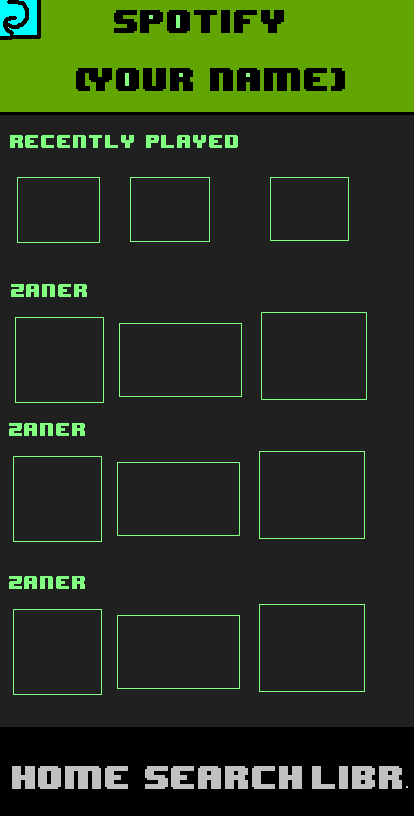 SPOTIFY
(YOUR NAME)
RECENTLY PLAYED
ZANER
ZANER
ZANER
HOME SEARCH LIBR.